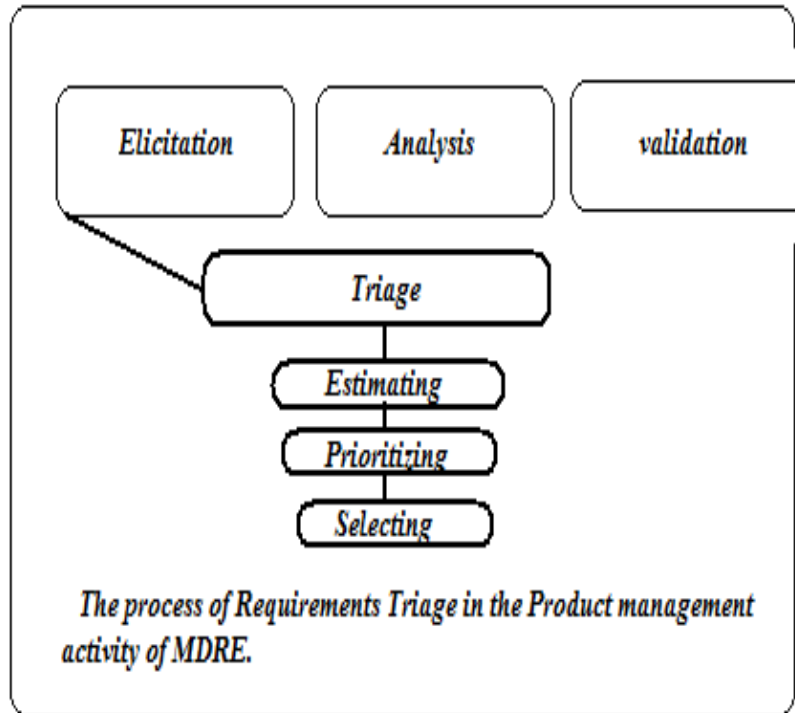 Elicitation
Analysis
validation
Triage
Estimating
Prioritizing
Selecting
The process of Requirements Triage in the Product management
activity of MDRE.